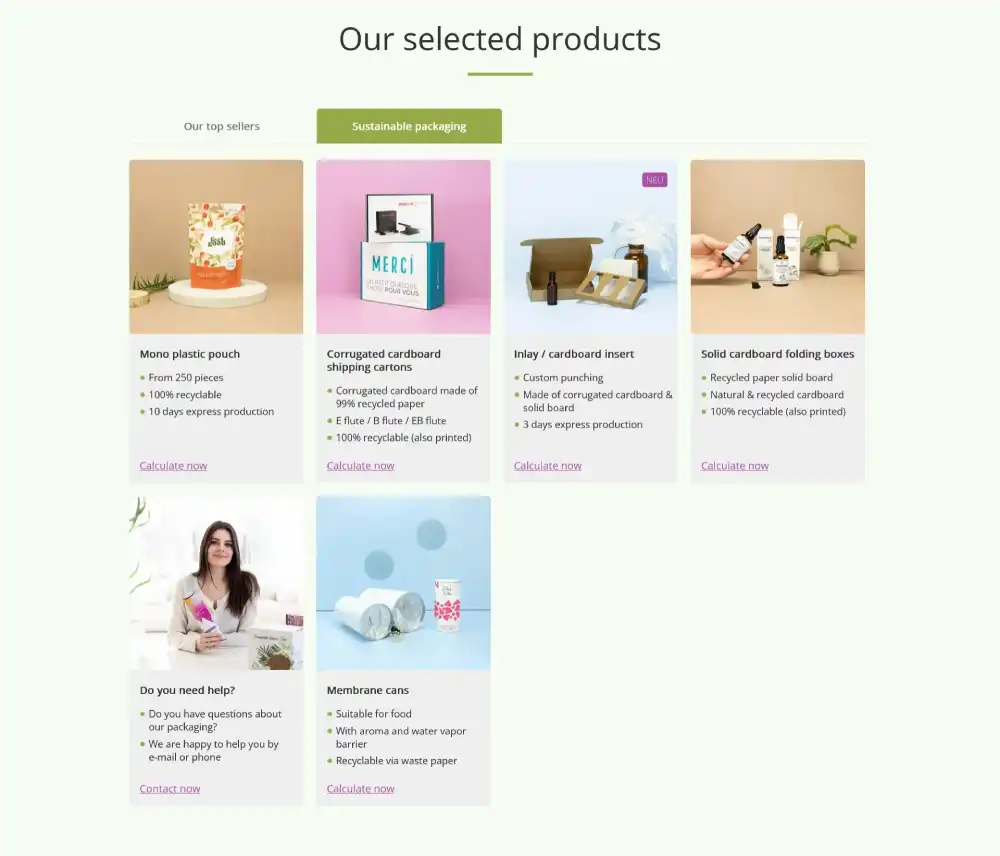 Our selected products
Our top sellers
Sustainable packaging
NEU
MERCI
Mono plastic pouch
From 250 pieces
100% recyclable
10 days express production
Calculate now
Corrugated cardboard
shipping cartons
Corrugated cardboard made of
99% recycled paper
E flute / B flute / EB flute
100% recyclable (also printed)
Calculate now
Inlay / cardboard insert
Custom punching
Made of corrugated cardboard &
solid board
3 days express production
Calculate now
Solid cardboard folding boxes
Recycled paper solid board
Natural & recycled cardboard
100% recyclable (also printed)
Calculate now
Do you need help?
Do you have questions about
our packaging?
We are happy to help you by
e-mail or phone
Contact now
Membrane cans
Suitable for food
With aroma and water vapor
barrier
Recyclable via waste paper
Calculate now